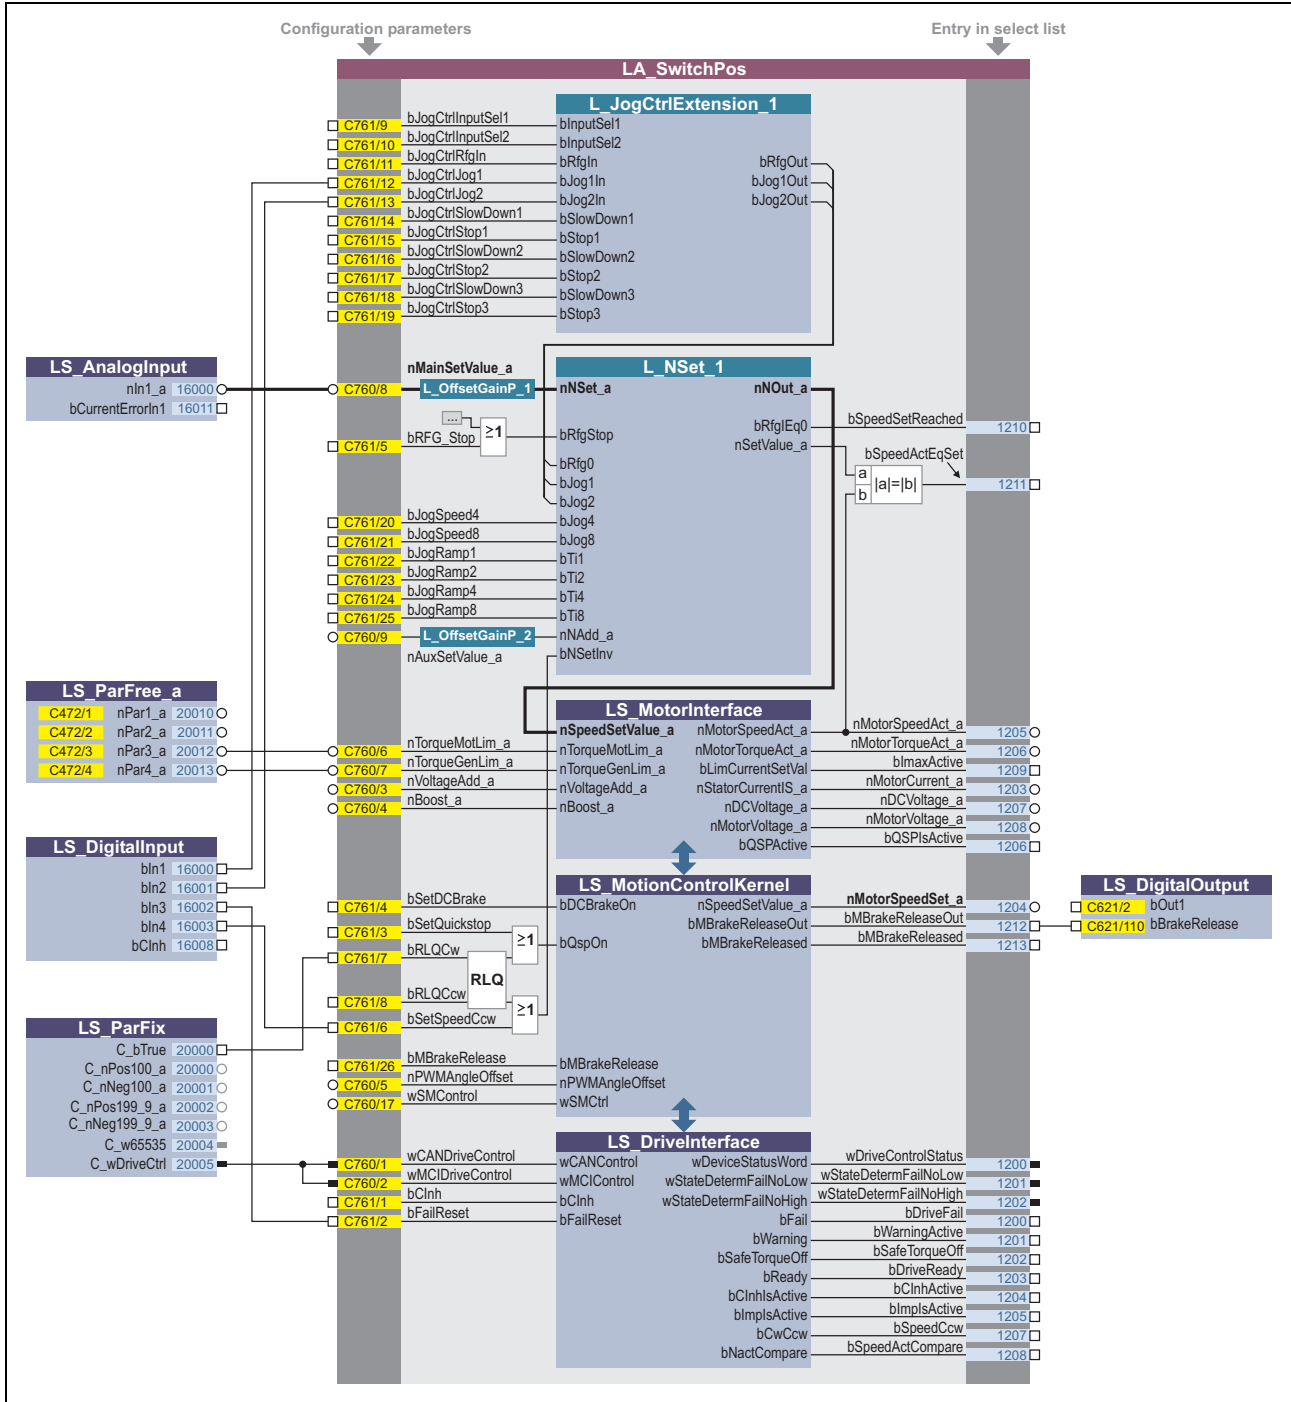 Configuration parameters
Entry in select list
LA_SwitchPos
L_JogCtrlExtension_1
C761/9 bJogCtrlInputSel1 bInputSel1
C761/10 bJogCtrlInputSel2 bInputSel2
C761/11 bJogCtrlRfgIn bRfgIn bRfgOut
C761/12 bJogCtrlJog1 bJog1In bJog1Out
C761/13 bJogCtrlJog2 bJog2In bJog2Out
C761/14 bJogCtrlSlowDown1 bSlowDown1
C761/15 bJogCtrlStop1 bStop1
C761/16 bJogCtrlSlowDown2 bSlowDown2
C761/17 bJogCtrlStop2 bStop2
C761/18 bJogCtrlSlowDown3 bSlowDown3
C761/19 bJogCtrlStop3 bStop3
LS_AnalogInput
nIn1_a 16000
bCurrentErrorIn1 16011
nMainSetValue_a
L_NSet_1
C760/8 L_OffsetGainP_1 nNSet_a nNOut_a
... ≥1
C761/5 bRFG_Stop bRfgStop
bRfgIEq0 bSpeedSetReached 1210
nSetValue_a
bSpeedActEqSet
a
b
|a|=|b|
1211
bRfg0
bJog1
bJog2
C761/20 bJogSpeed4 bJog4
C761/21 bJogSpeed8 bJog8
C761/22 bJogRamp1 bTi1
C761/23 bJogRamp2 bTi2
C761/24 bJogRamp4 bTi4
C761/25 bJogRamp8 bTi8
C760/9 L_OffsetGainP_2 nNAdd_a
nAuxSetValue_a bNSetInv
LS_ParFree_a
C472/1 nPar1_a 20010
C472/2 nPar2_a 20011
C472/3 nPar3_a 20012
C472/4 nPar4_a 20013
LS_MotorInterface
nSpeedSetValue_a nMotorSpeedAct_a nMotorSpeedAct_a 1205
C760/6 nTorqueMotLim_a nTorqueMotLim_a nMotorTorqueAct_a nMotorTorqueAct_a 1206
C760/7 nTorqueGenLim_a nTorqueGenLim_a bLimCurrentSetVal bImaxActive 1209
C760/3 nVoltageAdd_a nVoltageAdd_a nStatorCurrentIS_a nMotorCurrent_a 1203
C760/4 nBoost_a nBoost_a nDCVoltage_a nDCVoltage_a 1207
nMotorVoltage_a nMotorVoltage_a 1208
bQSPActive bQSPIsActive 1206
LS_DigitalInput
bIn1 16000
bIn2 16001
bIn3 16002
bIn4 16003
bCInh 16008
LS_MotionControlKernel
C761/4 bSetDCBrake bDCBrakeOn nSpeedSetValue_a nMotorSpeedSet_a 1204
C761/3 bSetQuickstop bMBrakeReleaseOut bMBrakeReleaseOut 1212
≥1 bQspOn bMBrakeReleased bMBrakeReleased 1213
C761/7 bRLQCw
RLQ
C761/8 bRLQCcw
≥1
C761/6 bSetSpeedCcw
C761/26 bMBrakeRelease bMBrakeRelease
C760/5 nPWMAngleOffset nPWMAngleOffset
C760/17 wSMControl wSMCtrl
LS_DigitalOutput
C621/2 bOut1
C621/110 bBrakeRelease
LS_ParFix
C_bTrue 20000
C_nPos100_a 20000
C_nNeg100_a 20001
C_nPos199_9_a 20002
C_nNeg199_9_a 20003
C_w65535 20004
C_wDriveCtrl 20005
LS_DriveInterface
C760/1 wCANDriveControl wCANControl wDeviceStatusWord wDriveControlStatus 1200
C760/2 wMCIDriveControl wMCIControl wStateDetermFailNoLow wStateDetermFailNoLow 1201
C761/1 bCInh bCInh wStateDetermFailNoHigh wStateDetermFailNoHigh 1202
C761/2 bFailReset bFailReset bFail bDriveFail 1200
bWarning bWarningActive 1201
bSafeTorqueOff bSafeTorqueOff 1202
bReady bDriveReady 1203
bCInhIsActive bCInhActive 1204
bImpIsActive bImpIsActive 1205
bCwCcw bSpeedCcw 1207
bNactCompare bSpeedActCompare 1208